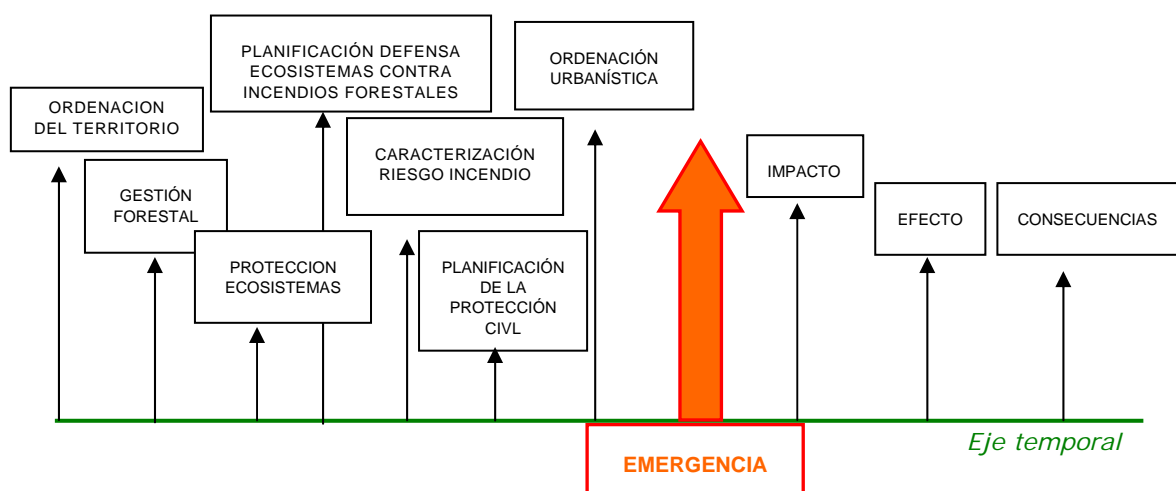 PLANIFICACIÓN DEFENSA
ECOSISTEMAS CONTRA
INCENDIOS FORESTALES
ORDENACIÓN
URBANÍSTICA
ORDENACION
DEL TERRITORIO
CARACTERIZACIÓN
RIESGO INCENDIO
IMPACTO
GESTIÓN
FORESTAL
EFECTO
CONSECUENCIAS
PROTECCION
ECOSISTEMAS
PLANIFICACIÓN
DE LA
PROTECCIÓN
CIVL
Eje temporal
EMERGENCIA